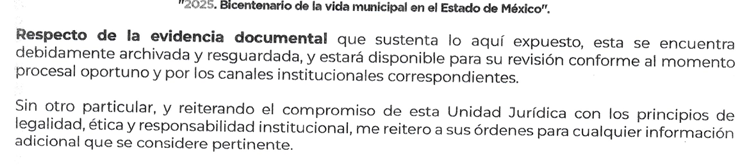 "2025. Bicentenario de la vida municipal en el Estado de México".
Respecto de la evidencia documental que sustenta lo aquí expuesto, esta se encuentra
debidamente archivada y resguardada, y estará disponible para su revisión conforme al momento
procesal oportuno y por los canales institucionales correspondientes.
Sin otro particular, y reiterando el compromiso de esta Unidad Jurídica con los principios de
legalidad, ética y responsabilidad institucional, me reitero a sus órdenes para cualquier información
adicional que se considere pertinente.